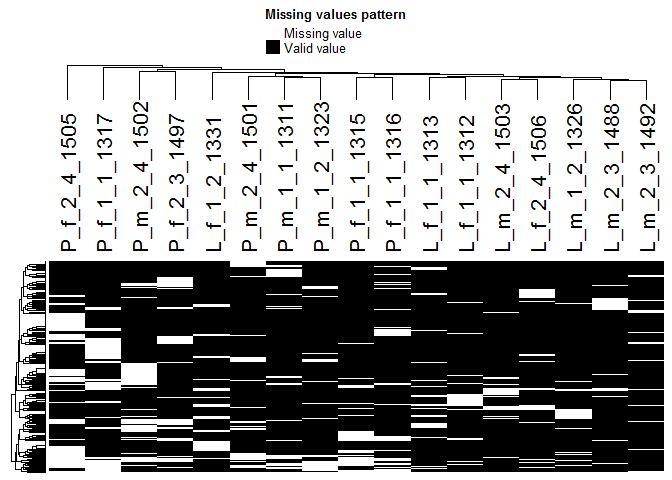 Missing values pattern
Missing value
Valid value
P_f_2_4_1505
P_f_1_1_1317
P_m_2_4_1502
P_f_2_3_1497
L_f_1_2_1331
P_m_2_4_1501
P_m_1_1_1311
P_m_1_2_1323
P_f_1_1_1315
P_f_1_1_1316
L_f_1_1_1313
L_f_1_1_1312
L_m_2_4_1503
L_f_2_4_1506
L_m_1_2_1326
L_m_2_3_1488
L_m_2_3_1492